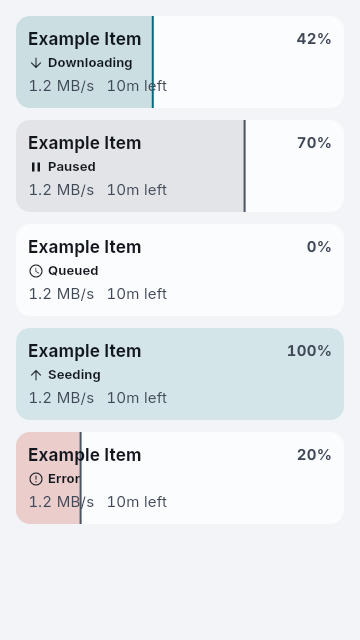 Example Item 42%
Downloading
1.2 MB/s 10m left
Example Item 70%
Paused
1.2 MB/s 10m left
Example Item 0%
Queued
1.2 MB/s 10m left
Example Item 100%
Seeding
1.2 MB/s 10m left
Example Item 20%
Error
1.2 MB/s 10m left